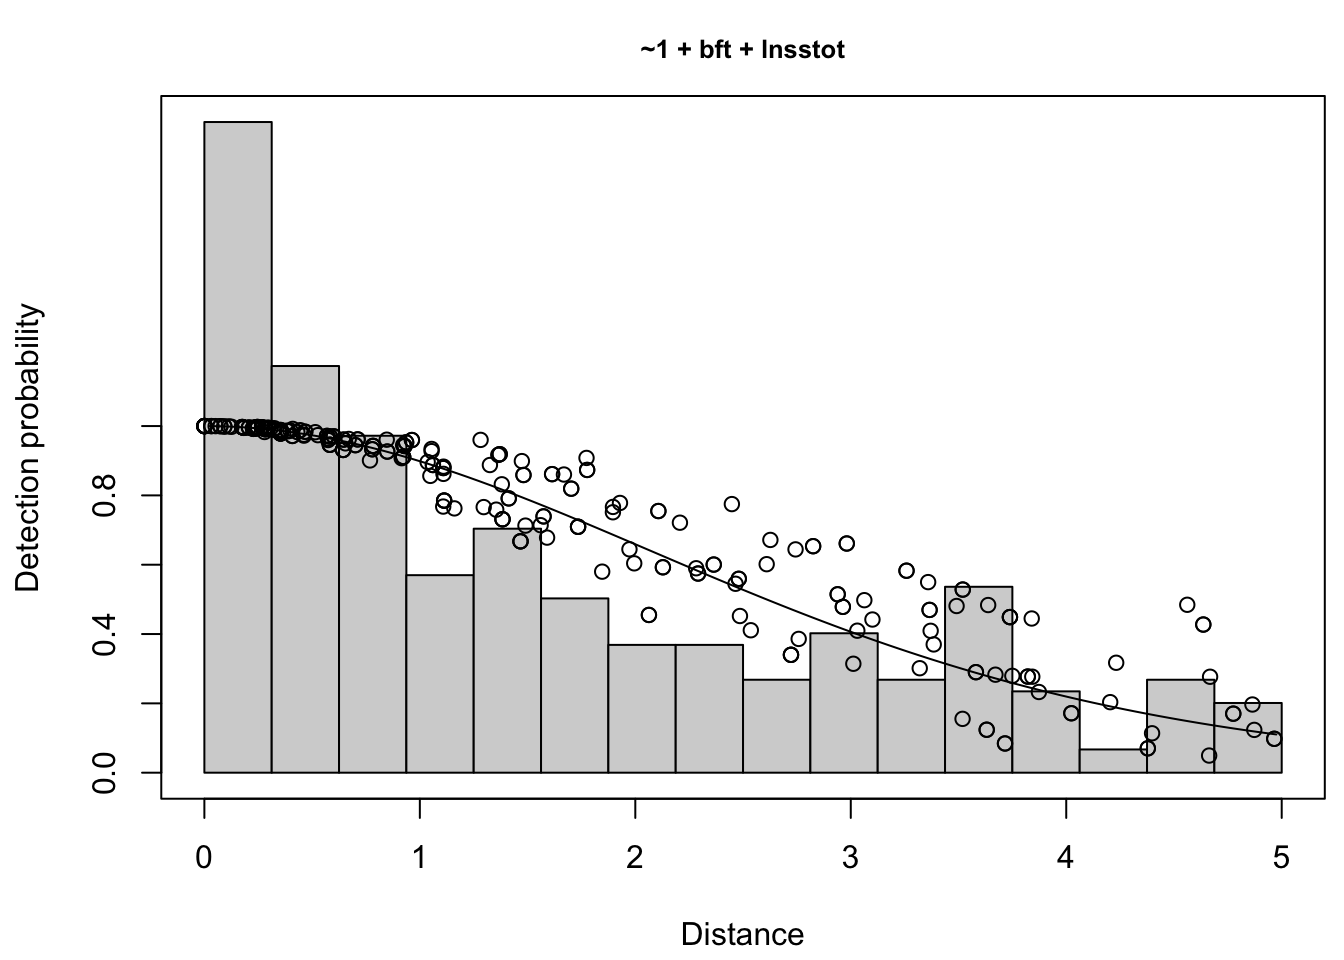 ~1 + bft + lnsstot
Detection probability
0.8
0.4
0.0
0 1 2 3 4 5
Distance